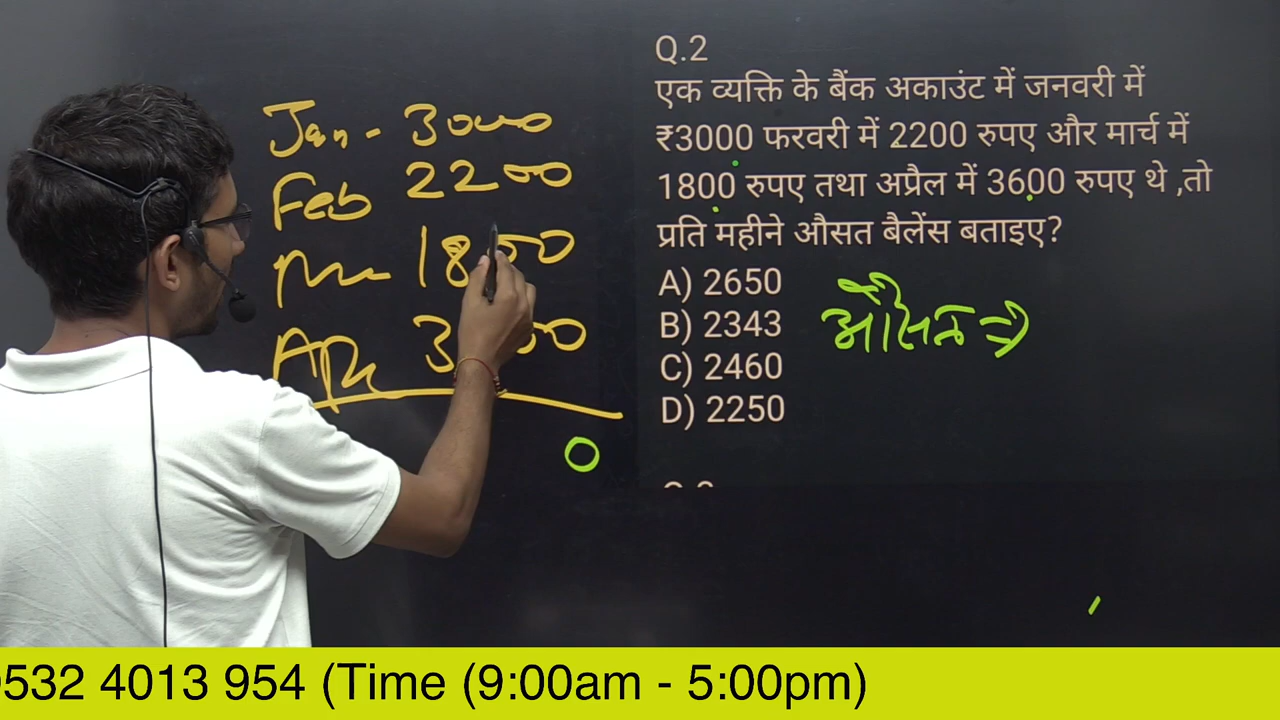 Q.2
एक व्यक्ति के बैंक अकाउंट में जनवरी में
₹3000 फरवरी में 2200 रुपए और मार्च में
1800 रुपए तथा अप्रैल में 3600 रुपए थे ,तो
प्रति महीने औसत बैलेंस बताइए?
A) 2650
B) 2343
C) 2460
D) 2250
Jan - 3000
Feb 2200
1800
0
औसत ⇒
532 4013 954 (Time (9:00am - 5:00pm)